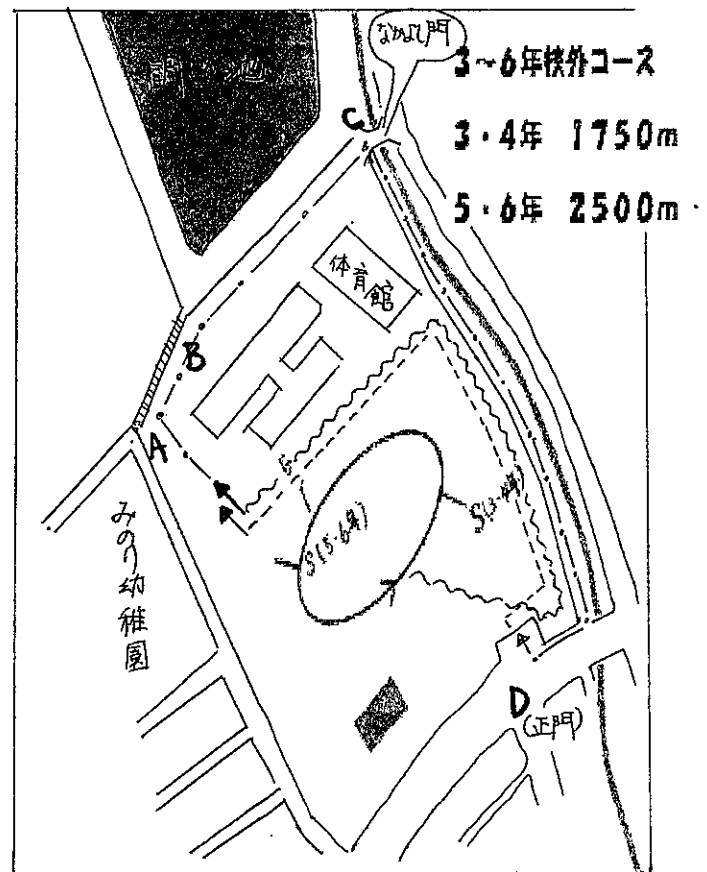 なかよし門
3~6年校外コース
C
3・4年 1750m
5・6年 2500m
体育館
B
A
S(5・6年)
S(3・4年)
みのり幼稚園
D
(正門)